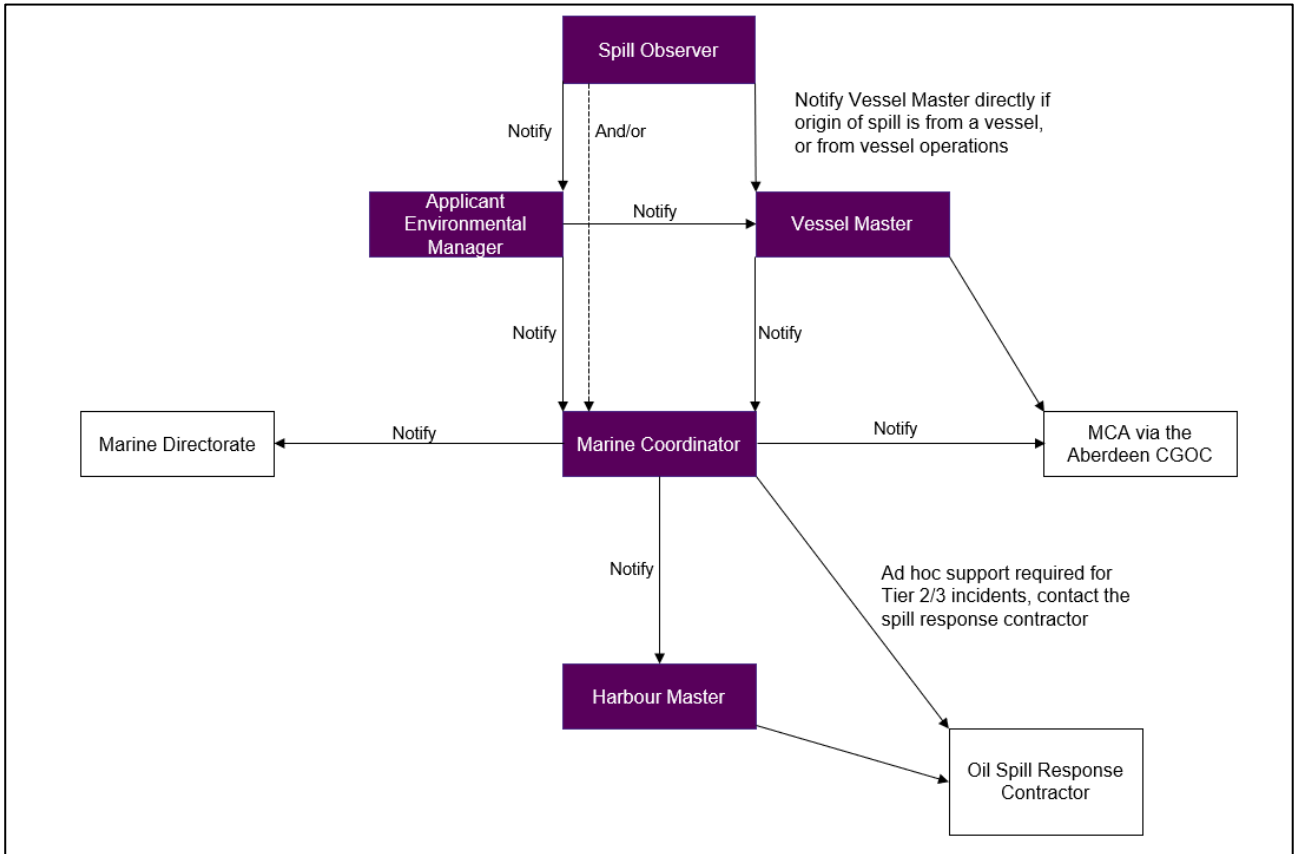 Spill Observer
Notify Vessel Master directly if
origin of spill is from a vessel,
or from vessel operations
Notify
And/or
Applicant
Environmental
Manager
Notify
Vessel Master
Notify
Notify
Marine Directorate
Notify
Marine Coordinator
Notify
MCA via the
Aberdeen CGOC
Notify
Ad hoc support required for
Tier 2/3 incidents, contact the
spill response contractor
Harbour Master
Oil Spill Response
Contractor